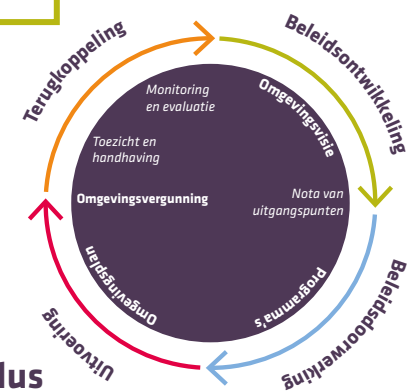 Terugkoppeling
Beleidsontwikkeling
Monitoring
en evaluatie
Omgevingsvisie
Toezicht en
handhaving
Omgevingsvergunning
Nota van
uitgangspunten
Omgevingsplan
Programma's
Uitvoering
Beleidsdoorwerking
lus